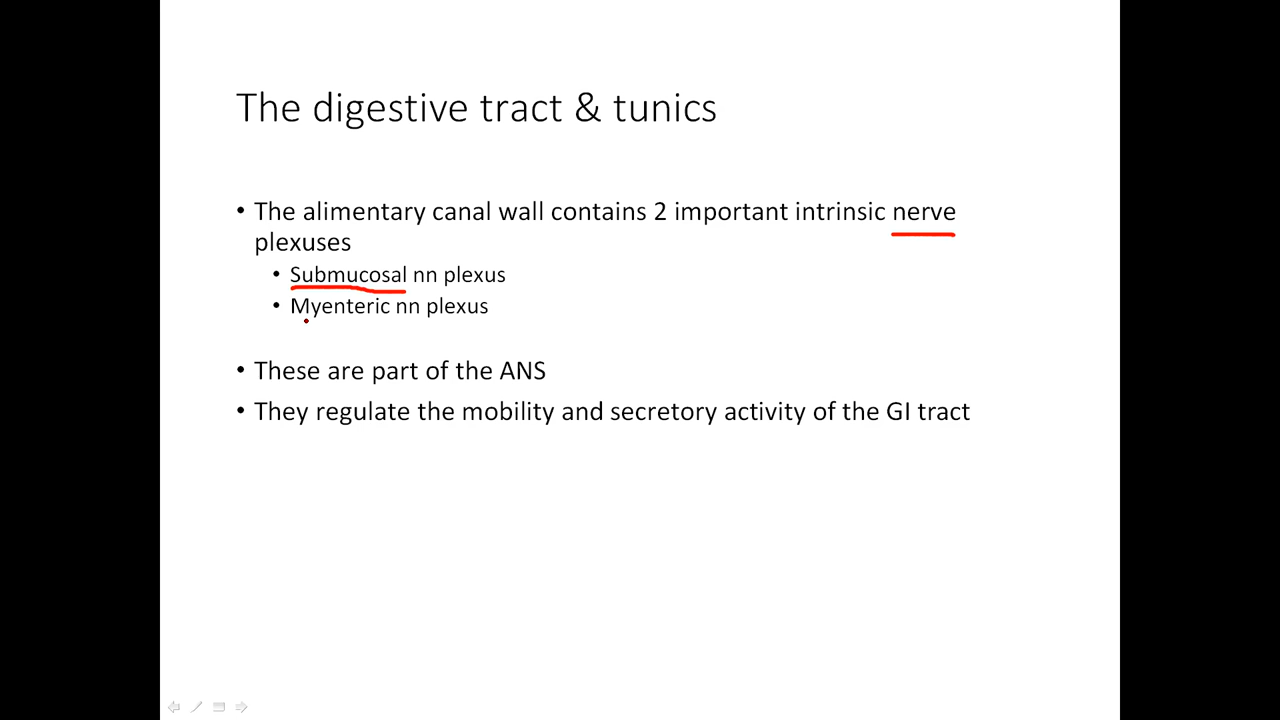 The digestive tract & tunics
• The alimentary canal wall contains 2 important intrinsic nerve
plexuses
• Submucosal nn plexus
• Myenteric nn plexus
• These are part of the ANS
• They regulate the mobility and secretory activity of the GI tract